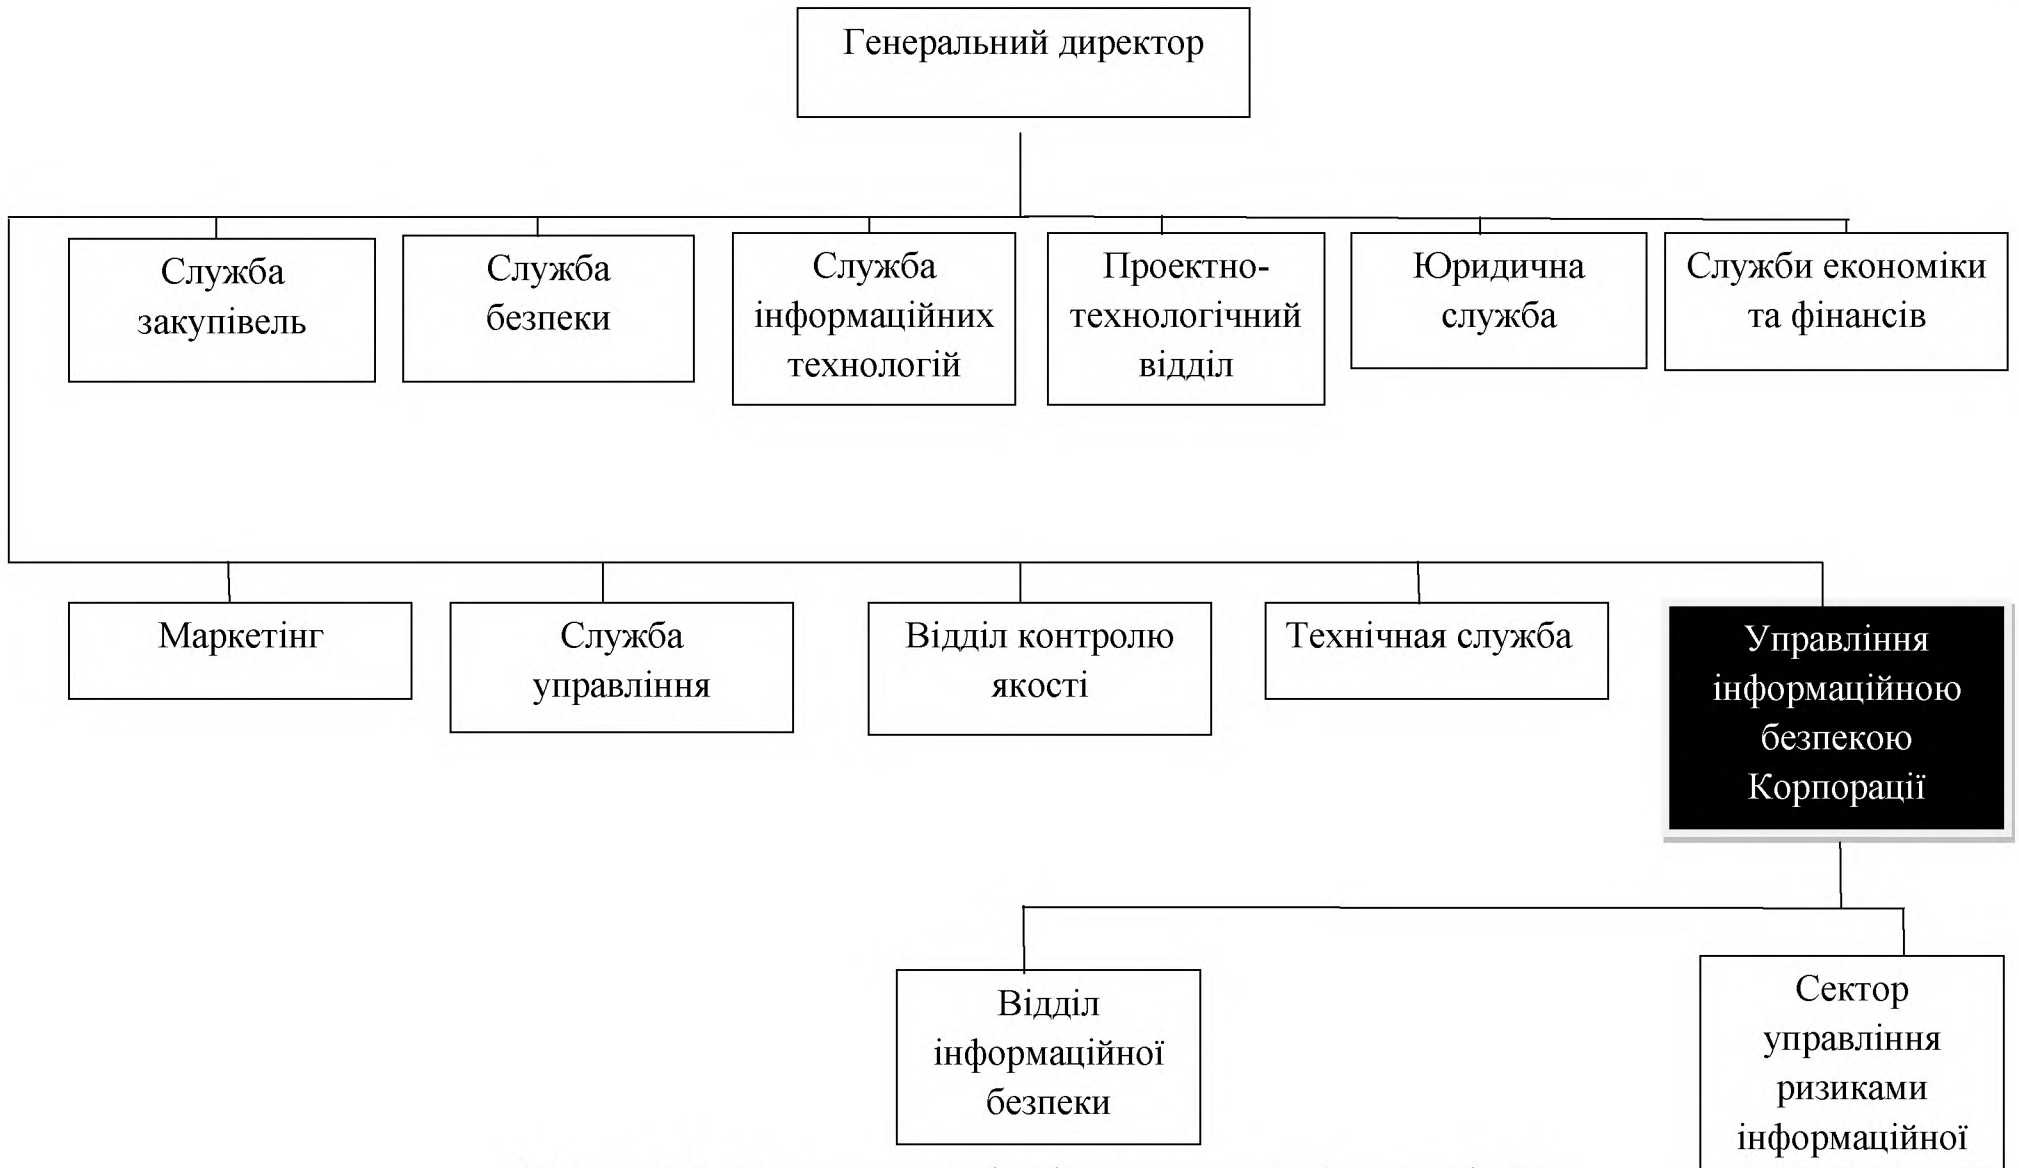 Генеральний директор
Служба
закупівель
Служба
безпеки
Служба
інформаційних
технологій
Проектно-
технологічний
відділ
Юридична
служба
Служби економіки
та фінансів
Маркетінг
Служба
управління
Відділ контролю
якості
Технічная служба
Управління
інформаційною
безпекою
Корпорації
Відділ
інформаційної
безпеки
Сектор
управління
ризиками
інформаційної